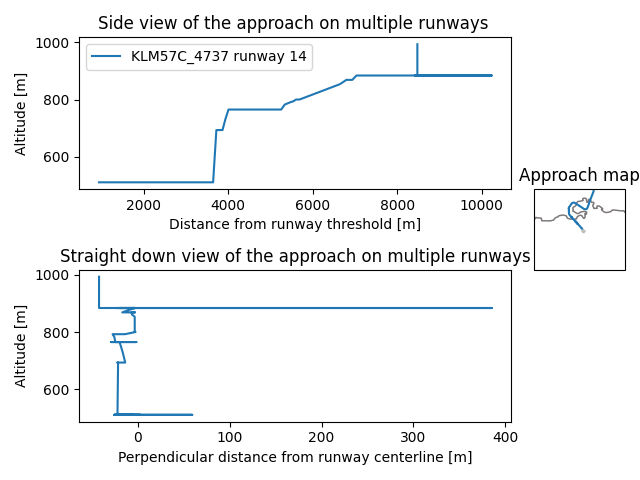 Side view of the approach on multiple runways
1000
800
600
Altitude [m]
KLM57C_4737 runway 14
2000 4000 6000 8000 10000
Distance from runway threshold [m]
Approach map
Straight down view of the approach on multiple runways
1000
800
600
Altitude [m]
0 100 200 300 400
Perpendicular distance from runway centerline [m]